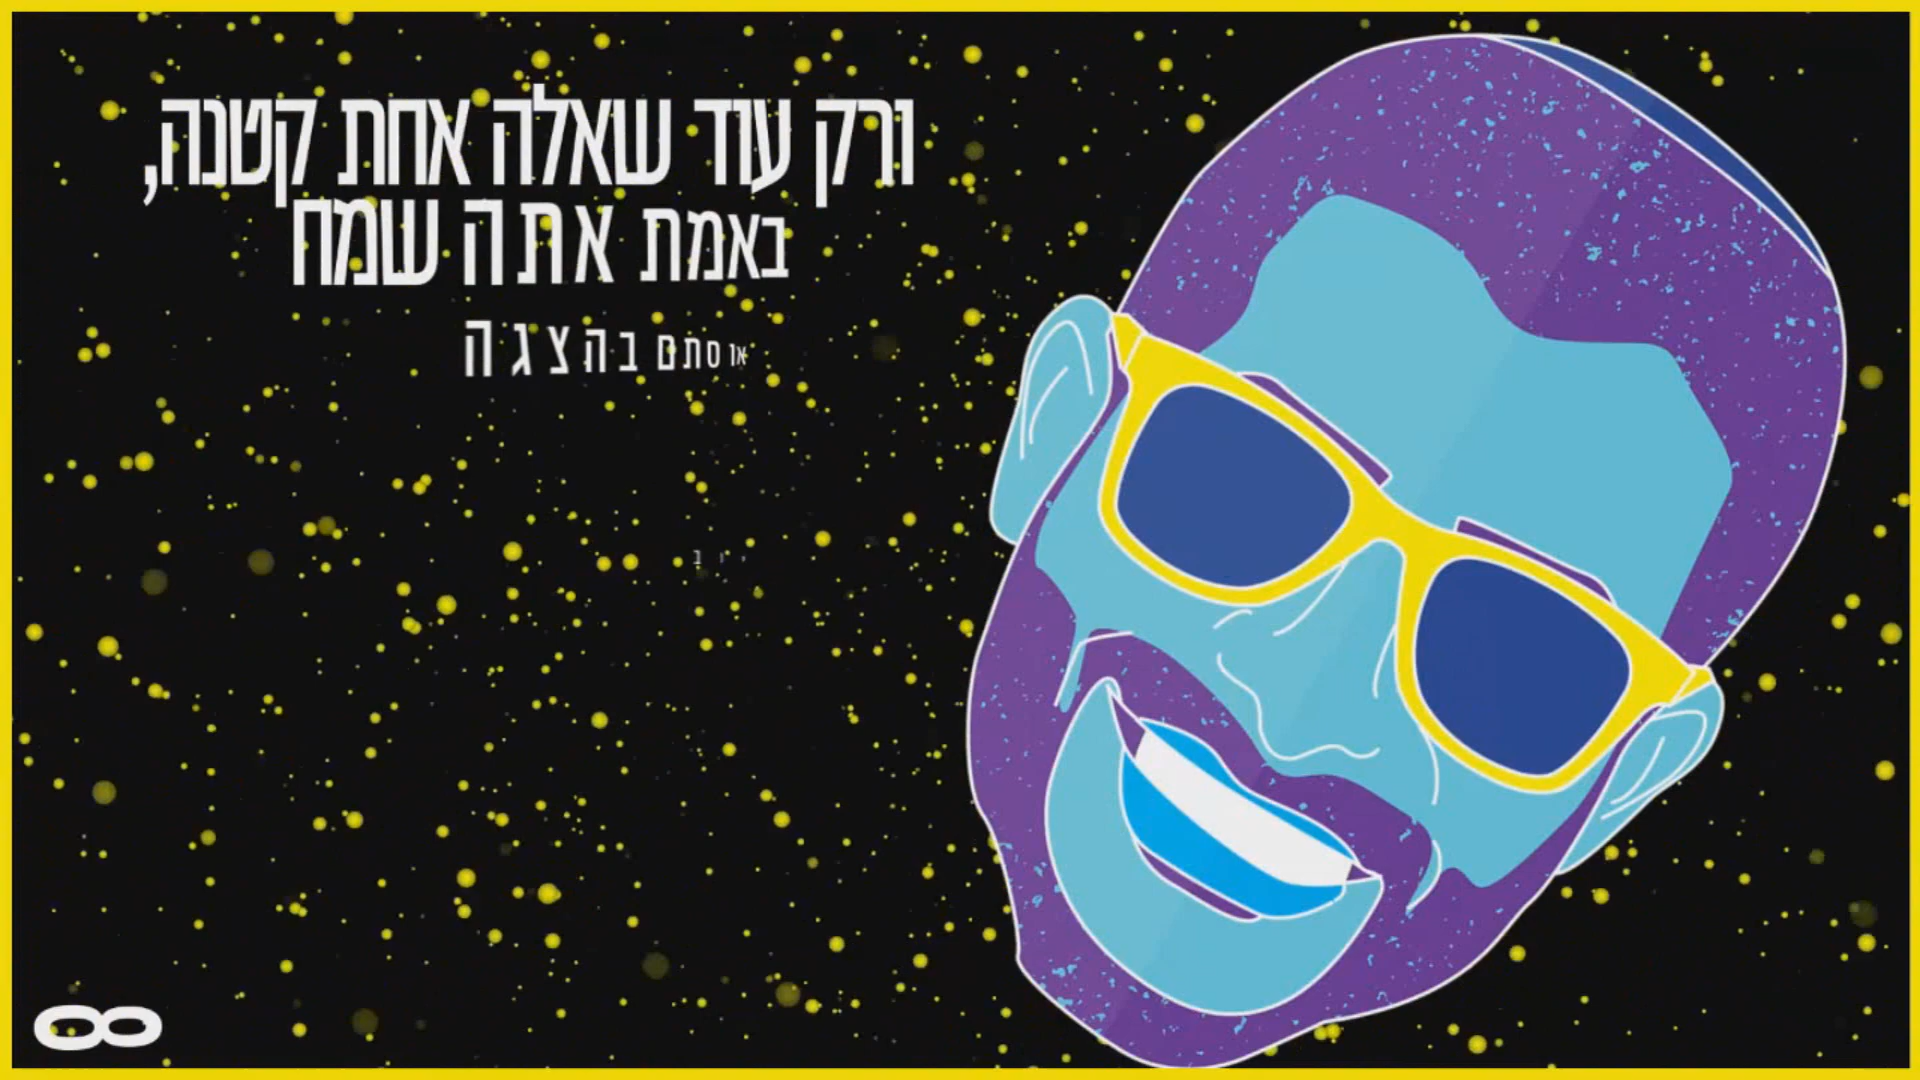 ורק עוד שאלה אחת קטנה,
באמת אתה שמח
או סתם בהצגה